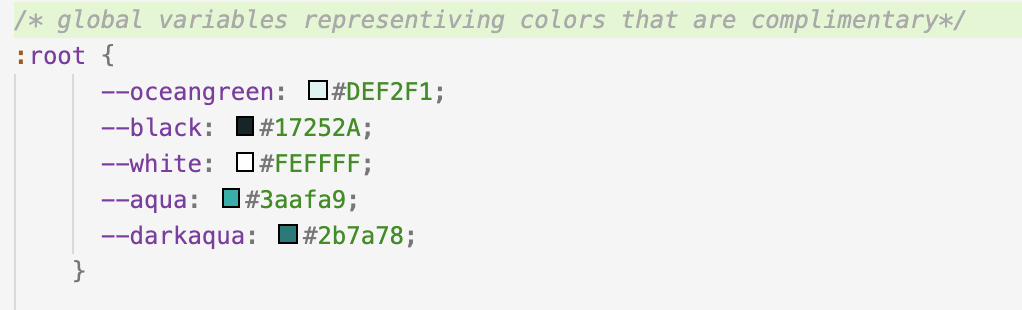 /* global variables representiving colors that are complimentary*/
:root {
--oceangreen: #DEF2F1;
--black: #17252A;
--white: #FEFFFF;
--aqua: #3aafa9;
--darkaqua: #2b7a78;
}